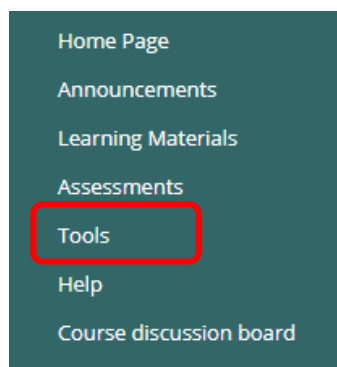 Home Page
Announcements
Learning Materials
Assessments
Tools
Help
Course discussion board